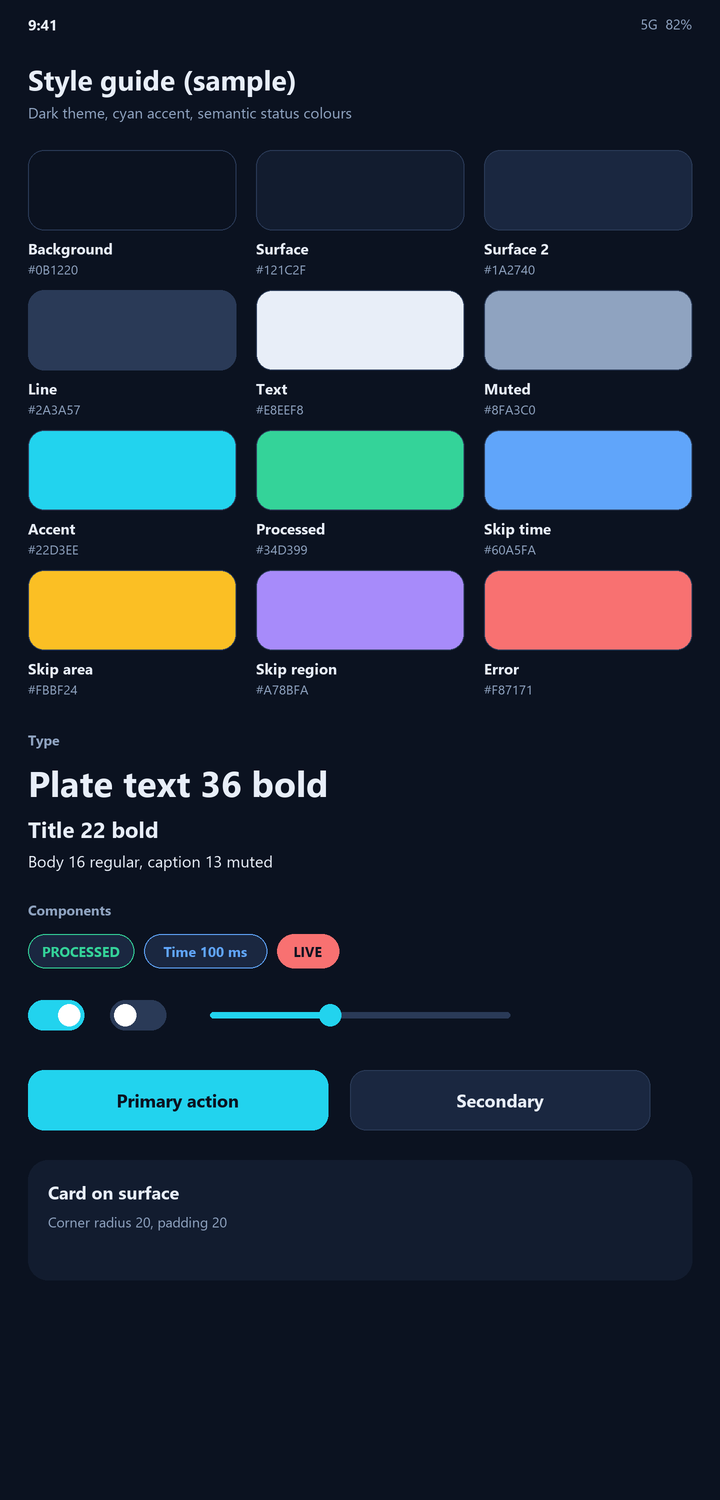 9:41
5G 82%
Style guide (sample)
Dark theme, cyan accent, semantic status colours
Background
#0B1220
Surface
#121C2F
Surface 2
#1A2740
Line
#2A3A57
Text
#E8EEF8
Muted
#8FA3C0
Accent
#22D3EE
Processed
#34D399
Skip time
#60A5FA
Skip area
#FBBF24
Skip region
#A78BFA
Error
#F87171
Type
Plate text 36 bold
Title 22 bold
Body 16 regular, caption 13 muted
Components
PROCESSED
Time 100 ms
LIVE
Primary action
Secondary
Card on surface
Corner radius 20, padding 20